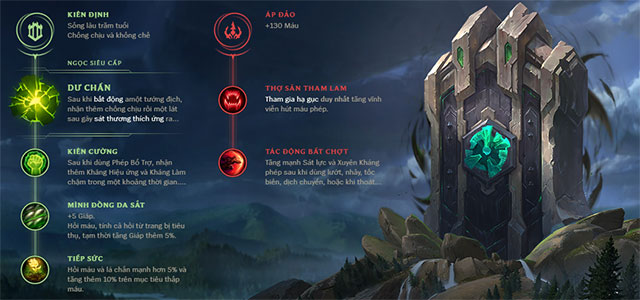 KIÊN ĐỊNH
Sống lâu trăm tuổi
Chống chịu và khống chế
NGỌC SIÊU CẤP
DƯ CHẤN
Sau khi bất động amột tướng địch,
nhận thêm chống chịu rồi một lát
sau gây sát thương thích ứng ra...
KIÊN CƯỜNG
Sau khi dùng Phép Bổ Trợ, nhận
thêm Kháng Hiệu ứng và Kháng Làm
chậm trong một khoảng thời gian....
MÌNH ĐỒNG DA SẮT
+5 Giáp.
Hồi máu, tính cả hồi từ trang bị tiêu
thụ, tạm thời tăng Giáp thêm 5%.
TIẾP SỨC
Hồi máu và lá chắn mạnh hơn 5% và
tăng thêm 10% trên mục tiêu thấp
máu.
ÁP ĐẢO
+130 Máu
THỢ SĂN THAM LAM
Tham gia hạ gục duy nhất tăng vĩnh
viễn hút máu phép.
TÁC ĐỘNG BẤT CHỢT
Tăng mạnh Sát lực và Xuyên Kháng
phép sau khi dùng lướt, nhảy, tốc
biến, dịch chuyển, hoặc khi thoát...